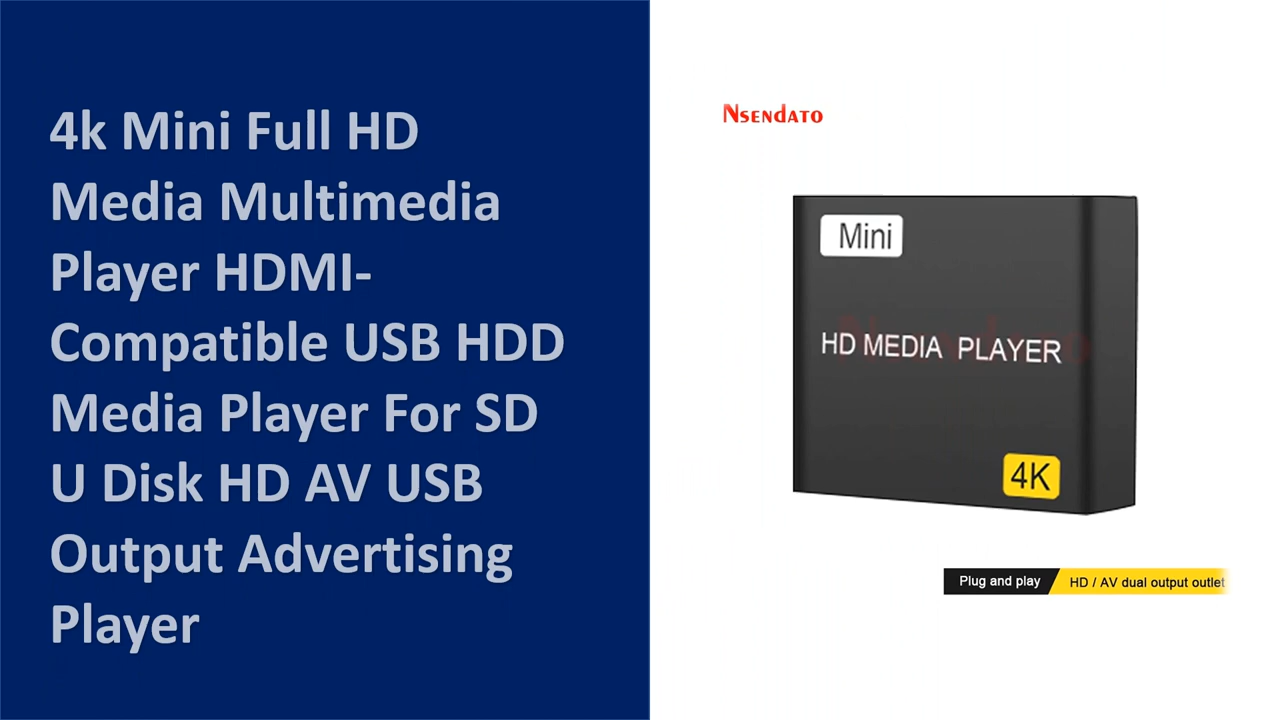 4k Mini Full HD
Media Multimedia
Player HDMI-
Compatible USB HDD
Media Player For SD
U Disk HD AV USB
Output Advertising
Player
Nsendato
Mini
Nsendato
HD MEDIA PLAYER
4K
Plug and play
HD / AV dual output outlet